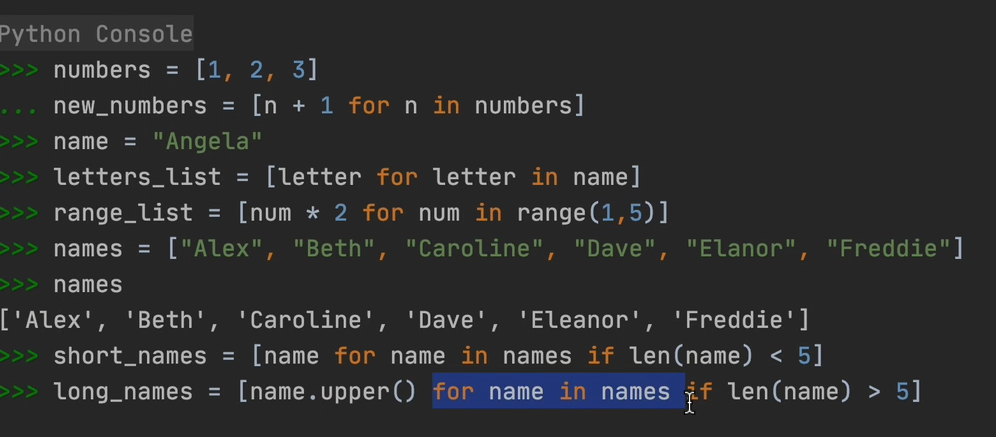 Python Console
>>> numbers = [1, 2, 3]
... new_numbers = [n + 1 for n in numbers]
>>> name = "Angela"
>>> letters_list = [letter for letter in name]
>>> range_list = [num * 2 for num in range(1,5)]
>>> names = ["Alex", "Beth", "Caroline", "Dave", "Elanor", "Freddie"]
>>> names
['Alex', 'Beth', 'Caroline', 'Dave', 'Eleanor', 'Freddie']
>>> short_names = [name for name in names if len(name) < 5]
>>> long_names = [name.upper() for name in names if len(name) > 5]